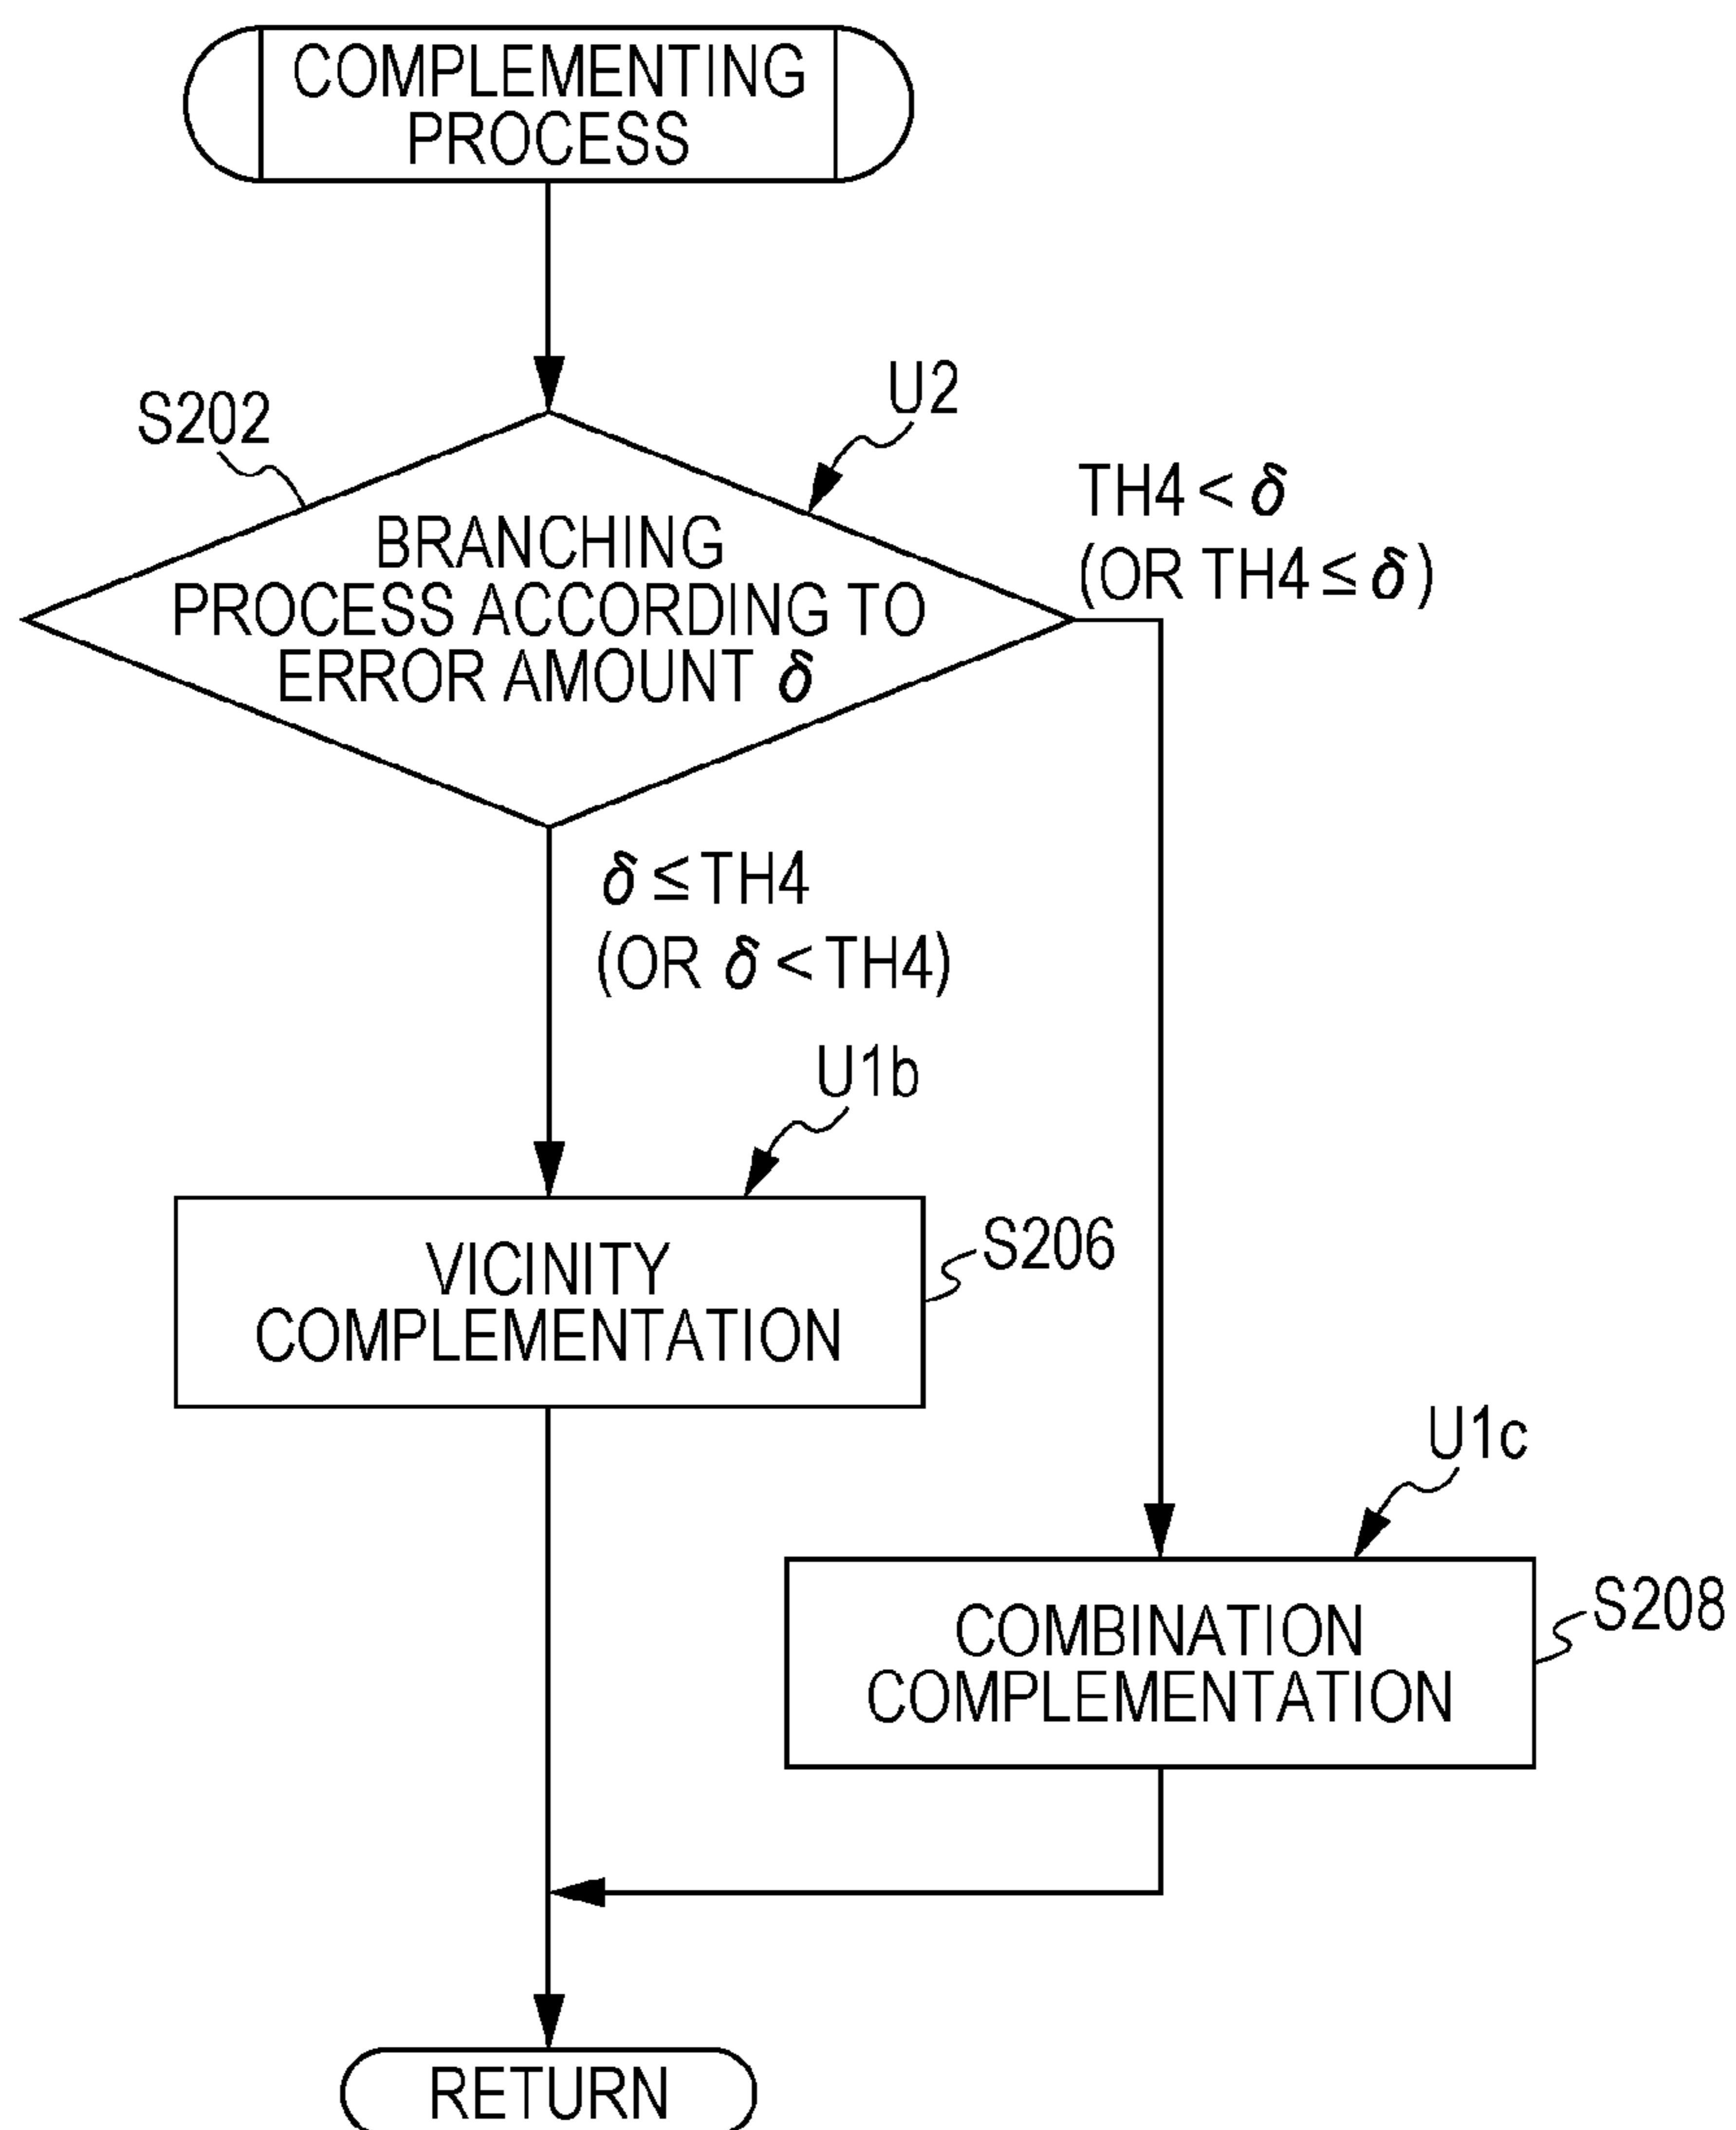 COMPLEMENTING
PROCESS
U2
S202
TH4 < δ
(OR TH4 ≤ δ)
BRANCHING
PROCESS ACCORDING TO
ERROR AMOUNT δ
δ ≤ TH4
(OR δ < TH4)
U1b
S206
VICINITY
COMPLEMENTATION
U1c
S208
COMBINATION
COMPLEMENTATION
RETURN